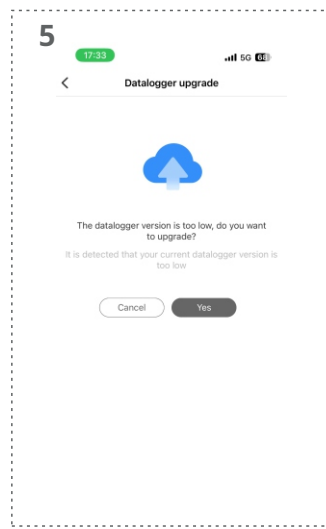 5
17:33
5G 68
Datalogger upgrade
The datalogger version is too low, do you want
to upgrade?
It is detected that your current datalogger version is
too low
Cancel
Yes